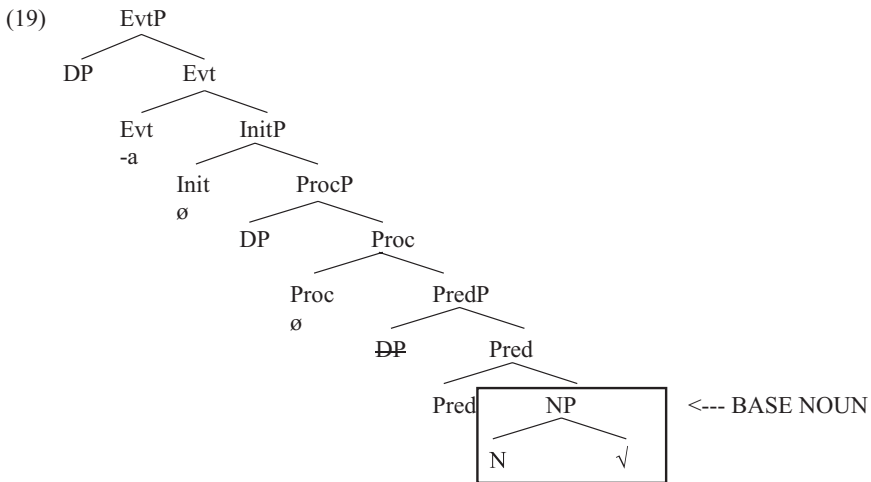 (19) EvtP
DP Evt
Evt InitP
-a
Init ProcP
ø
DP Proc
Proc PredP
ø
DP Pred
Pred NP <--- BASE NOUN
N √